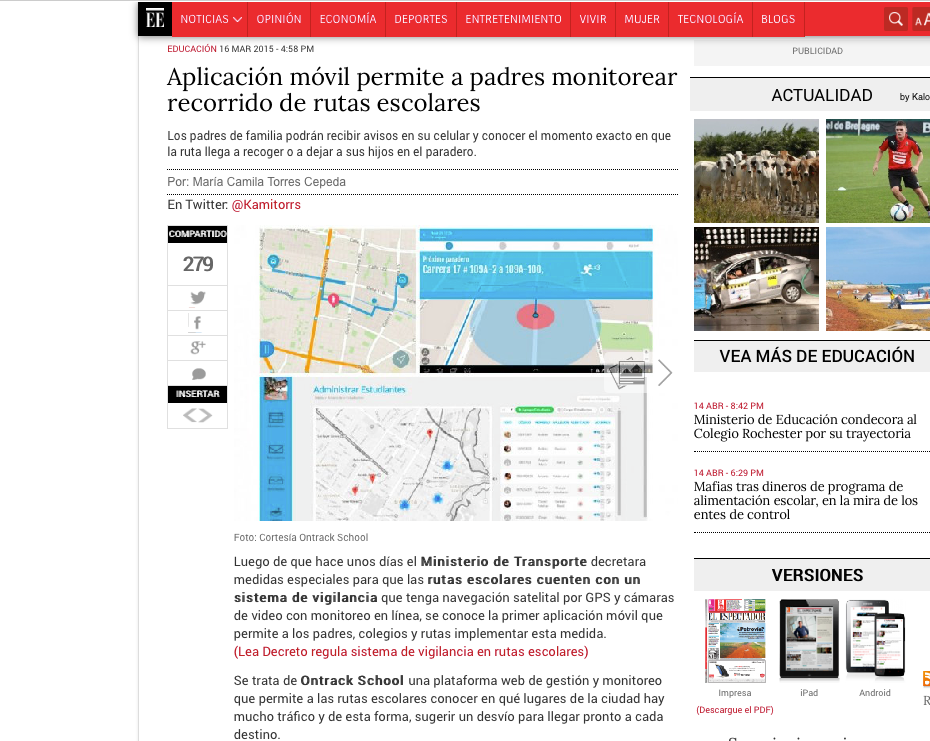 EE
NOTICIAS
OPINIÓN
ECONOMÍA
DEPORTES
ENTRETENIMIENTO
VIVIR
MUJER
TECNOLOGÍA
BLOGS
A A
EDUCACIÓN 16 MAR 2015 - 4:58 PM
Aplicación móvil permite a padres monitorear
recorrido de rutas escolares
Los padres de familia podrán recibir avisos en su celular y conocer el momento exacto en que
la ruta llega a recoger o a dejar a sus hijos en el paradero.
Por: María Camila Torres Cepeda
En Twitter: @Kamitorrs
COMPARTIDO
279
g+
INSERTAR
Próximo paradero
Carrera 17 # 109A-2 a 109A-100,
Administrar Estudiantes
Foto: Cortesía Ontrack School
Luego de que hace unos días el Ministerio de Transporte decretara
medidas especiales para que las rutas escolares cuenten con un
sistema de vigilancia que tenga navegación satelital por GPS y cámaras
de video con monitoreo en línea, se conoce la primer aplicación móvil que
permite a los padres, colegios y rutas implementar esta medida.
(Lea Decreto regula sistema de vigilancia en rutas escolares)
Se trata de Ontrack School una plataforma web de gestión y monitoreo
que permite a las rutas escolares conocer en qué lugares de la ciudad hay
mucho tráfico y de esta forma, sugerir un desvío para llegar pronto a cada
destino.
PUBLICIDAD
ACTUALIDAD
by Kalo
VEA MÁS DE EDUCACIÓN
14 ABR - 8:42 PM
Ministerio de Educación condecora al
Colegio Rochester por su trayectoria
14 ABR - 6:29 PM
Mafias tras dineros de programa de
alimentación escolar, en la mira de los
entes de control
VERSIONES
EL ESPECTADOR
¿Potrovia?
Impresa
iPad
Android
R
(Descargue el PDF)